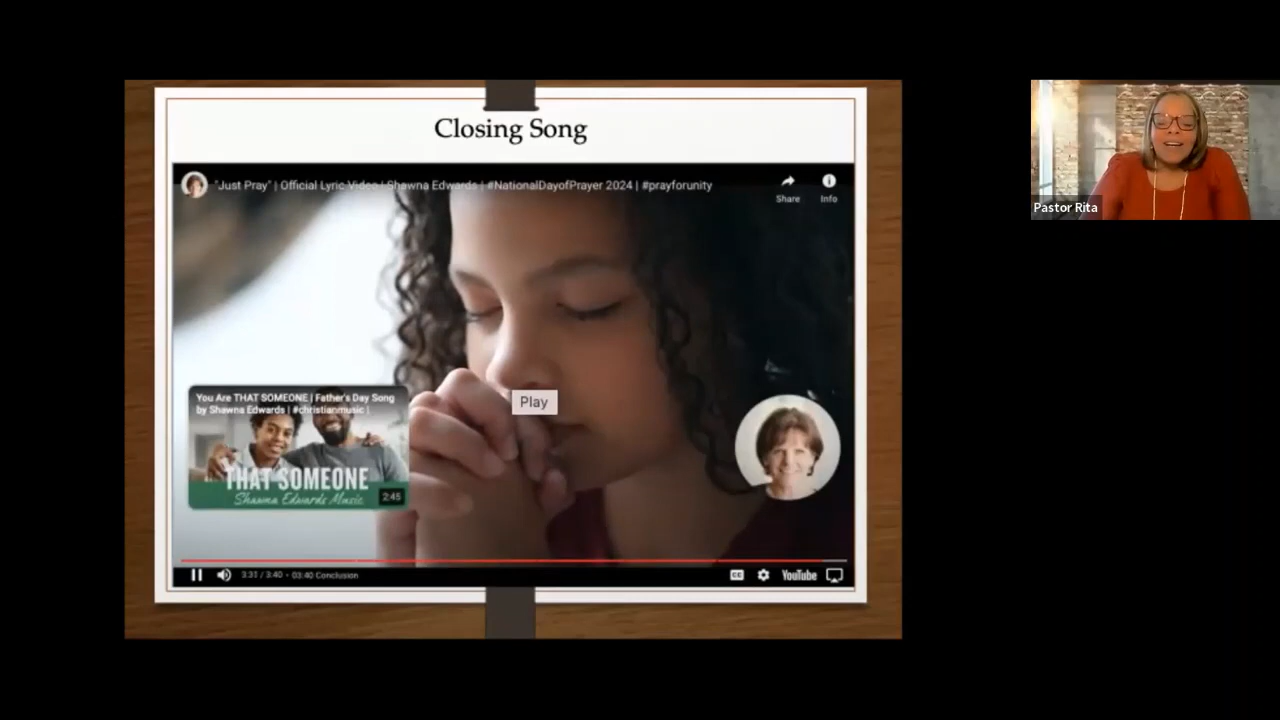 Closing Song
"Just Pray" | Official Lyric Video | Shawna Edwards | #NationalDayofPrayer 2024 | #prayforunity
Share
Info
Pastor Rita
You Are THAT SOMEONE | Father's Day Song
by Shawna Edwards | #christianmusic |
Play
THAT SOMEONE
Shawna Edwards Music
2:45
3:31 / 3:40 • 03:40 Conclusion
CC
YouTube